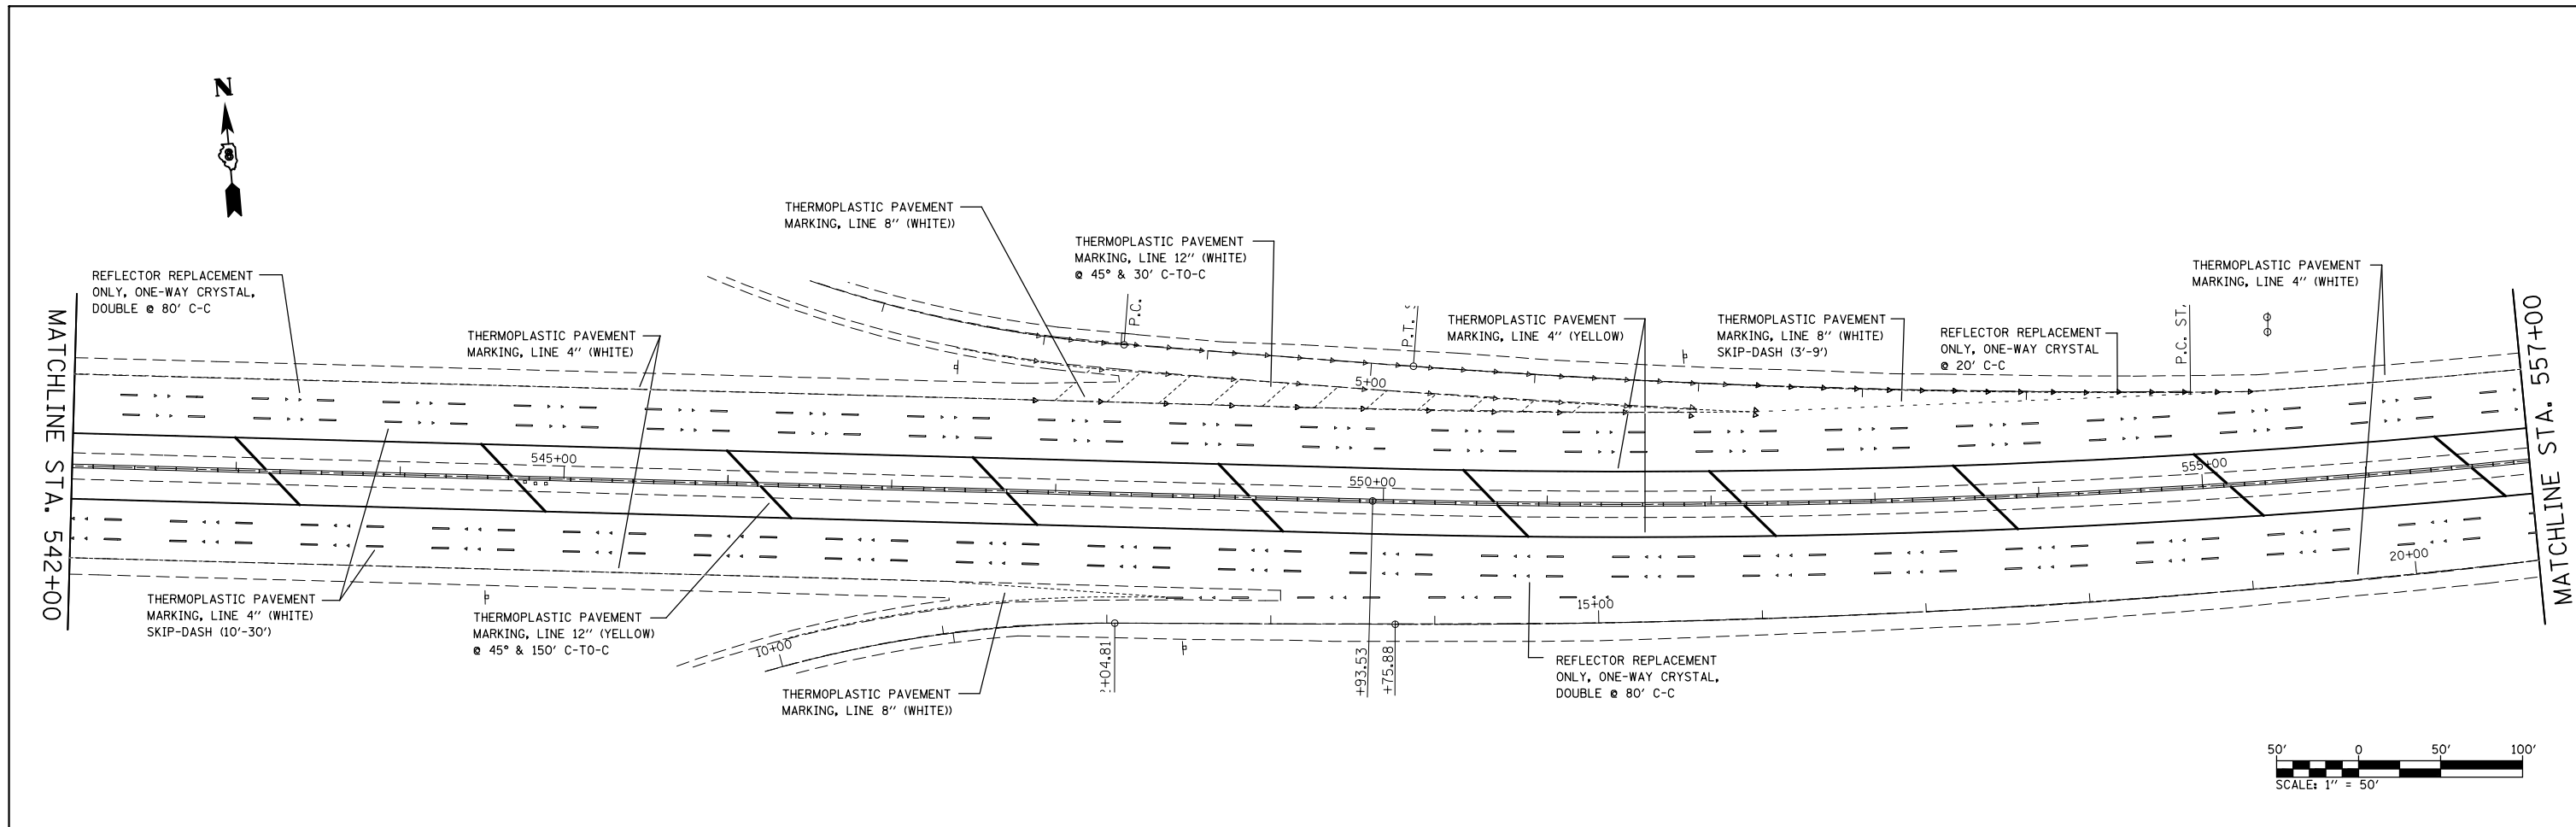 N
8
THERMOPLASTIC PAVEMENT
MARKING, LINE 8" (WHITE))
THERMOPLASTIC PAVEMENT
MARKING, LINE 12" (WHITE)
@ 45° & 30' C-TO-C
REFLECTOR REPLACEMENT
ONLY, ONE-WAY CRYSTAL,
DOUBLE @ 80' C-C
THERMOPLASTIC PAVEMENT
MARKING, LINE 4" (WHITE)
THERMOPLASTIC PAVEMENT
MARKING, LINE 4" (WHITE)
P.C.
P.T.
THERMOPLASTIC PAVEMENT
MARKING, LINE 4" (YELLOW)
THERMOPLASTIC PAVEMENT
MARKING, LINE 8" (WHITE)
SKIP-DASH (3'-9')
REFLECTOR REPLACEMENT
ONLY, ONE-WAY CRYSTAL
@ 20' C-C
P.C. ST.
MATCHLINE STA. 542+00
MATCHLINE STA. 557+00
5+00
545+00
550+00
555+00
20+00
15+00
10+00
THERMOPLASTIC PAVEMENT
MARKING, LINE 4" (WHITE)
SKIP-DASH (10'-30')
THERMOPLASTIC PAVEMENT
MARKING, LINE 12" (YELLOW)
@ 45° & 150' C-TO-C
+04.81
+93.53
+75.88
REFLECTOR REPLACEMENT
ONLY, ONE-WAY CRYSTAL,
DOUBLE @ 80' C-C
THERMOPLASTIC PAVEMENT
MARKING, LINE 8" (WHITE))
50' 0 50' 100'
SCALE: 1" = 50'